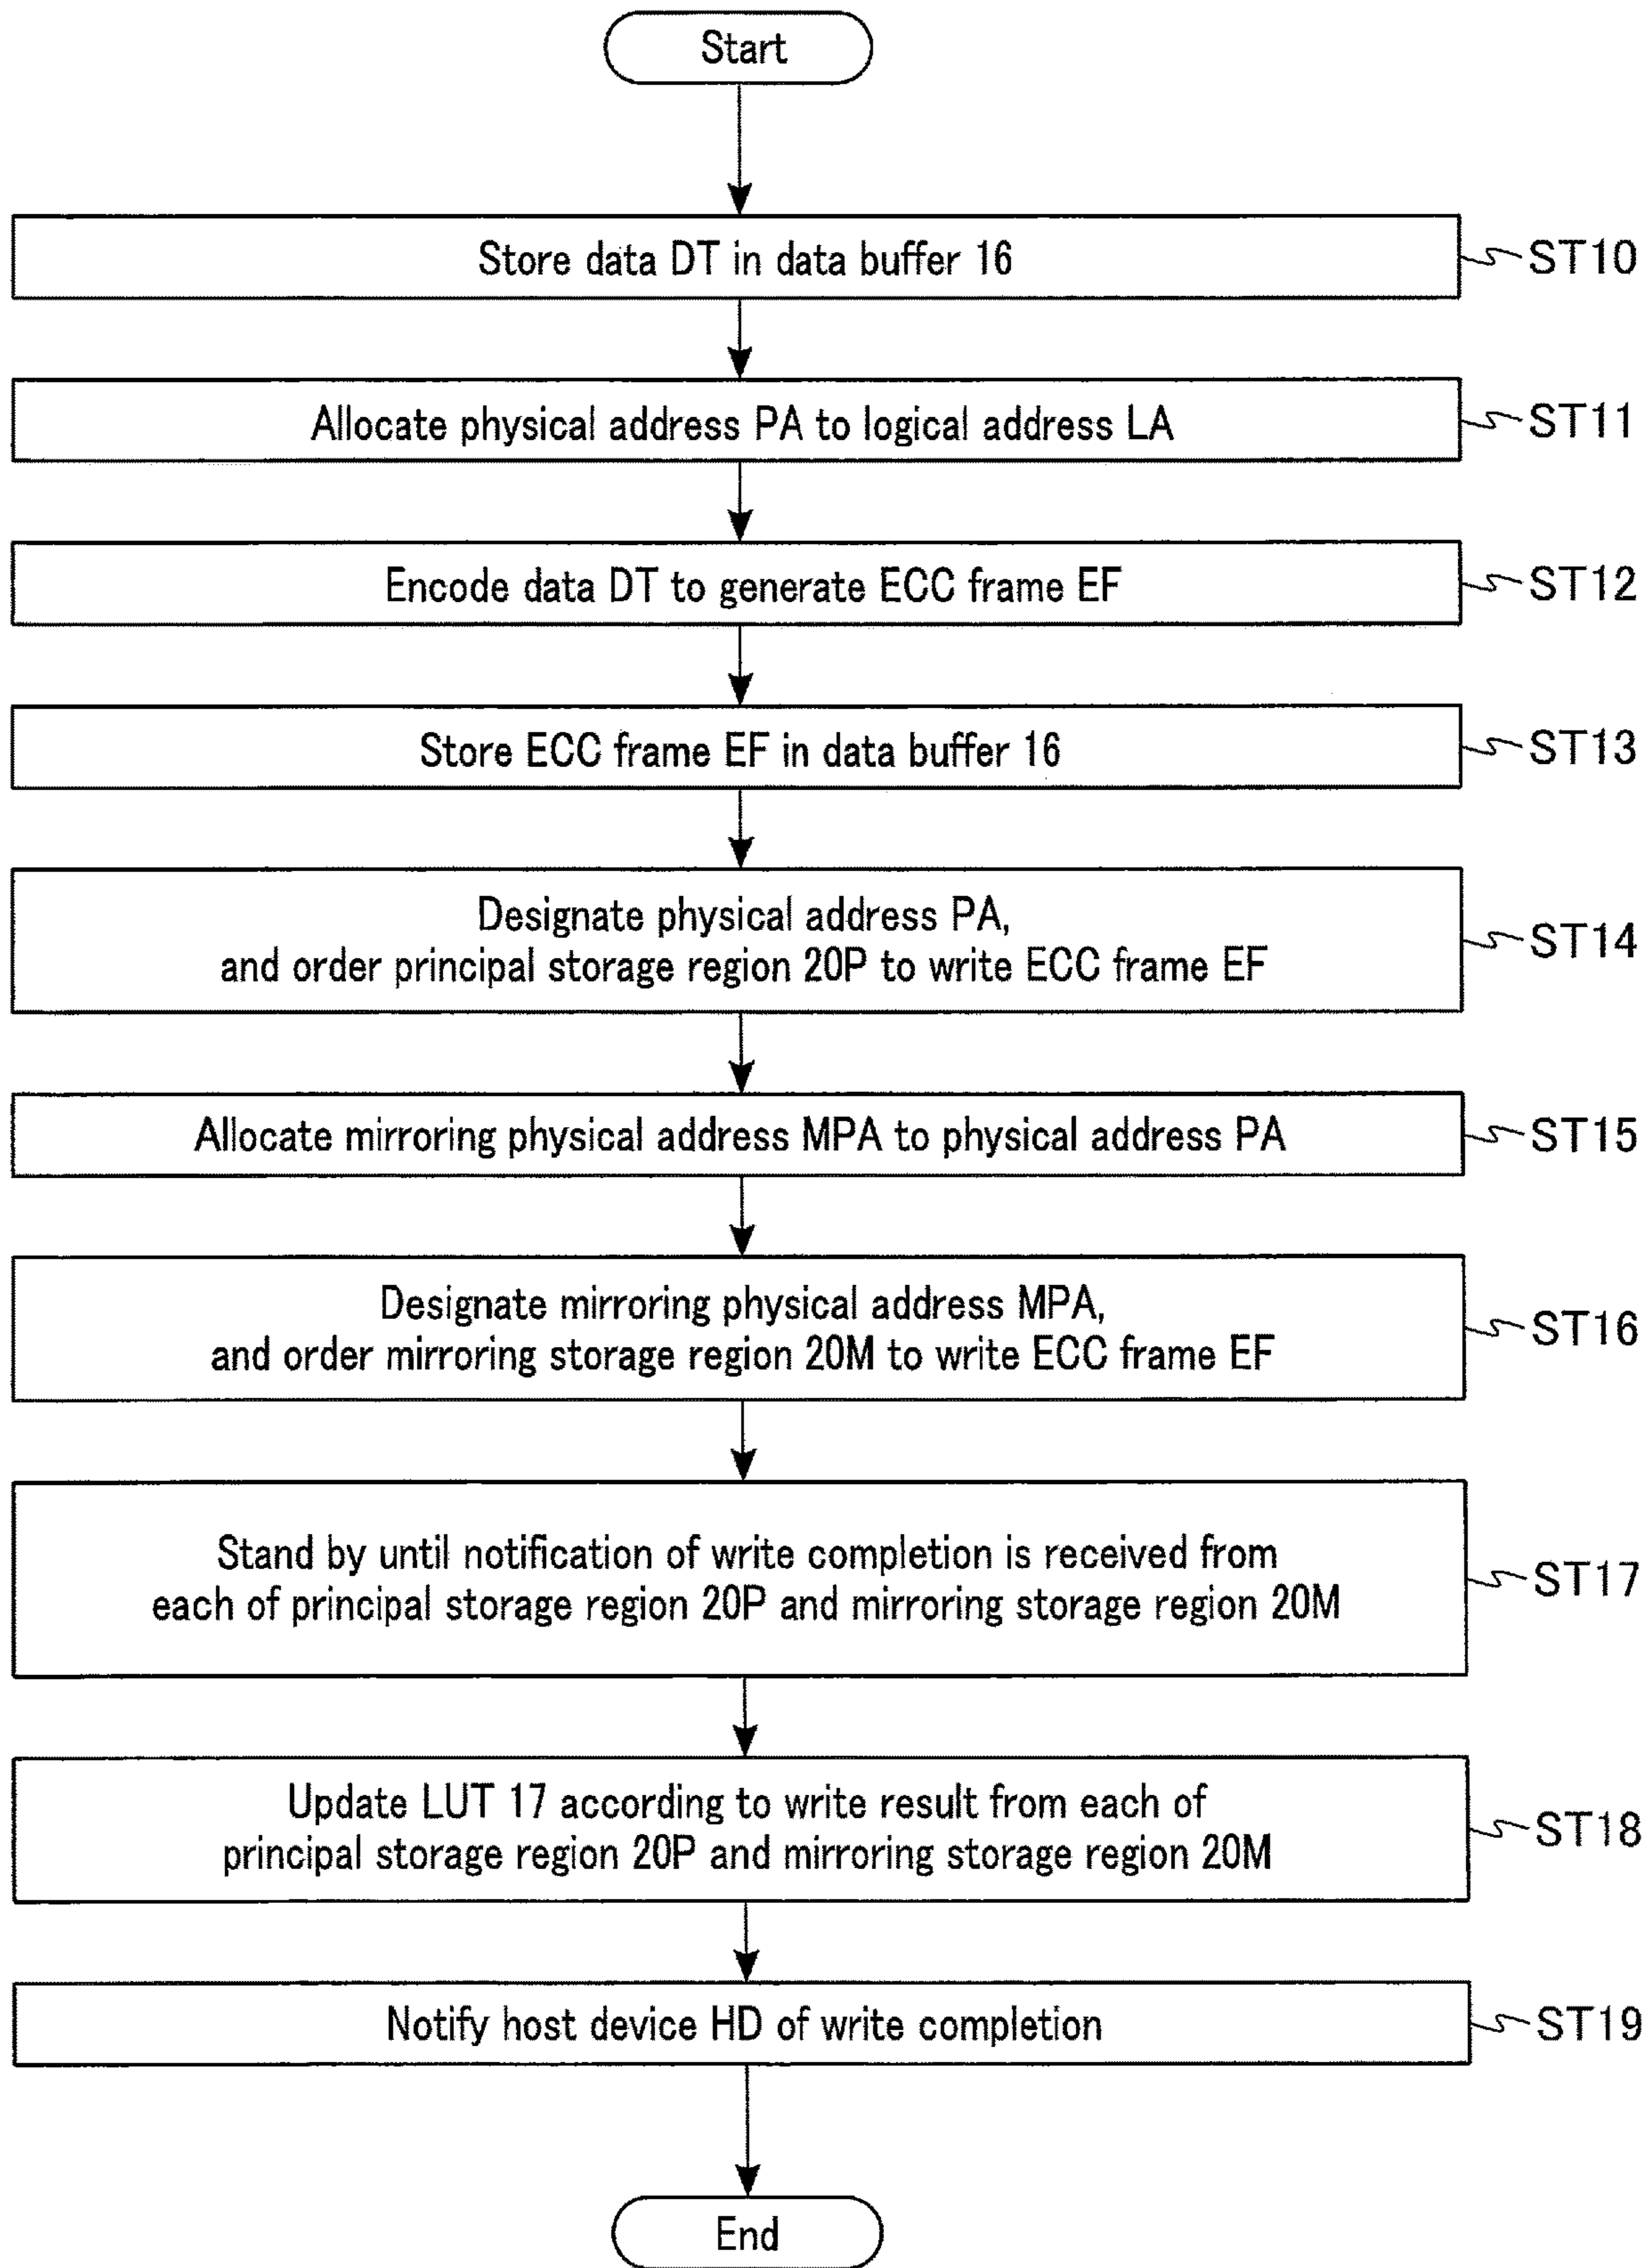 Start
Store data DT in data buffer 16
ST10
Allocate physical address PA to logical address LA
ST11
Encode data DT to generate ECC frame EF
ST12
Store ECC frame EF in data buffer 16
ST13
Designate physical address PA,
and order principal storage region 20P to write ECC frame EF
ST14
Allocate mirroring physical address MPA to physical address PA
ST15
Designate mirroring physical address MPA,
and order mirroring storage region 20M to write ECC frame EF
ST16
Stand by until notification of write completion is received from
each of principal storage region 20P and mirroring storage region 20M
ST17
Update LUT 17 according to write result from each of
principal storage region 20P and mirroring storage region 20M
ST18
Notify host device HD of write completion
ST19
End